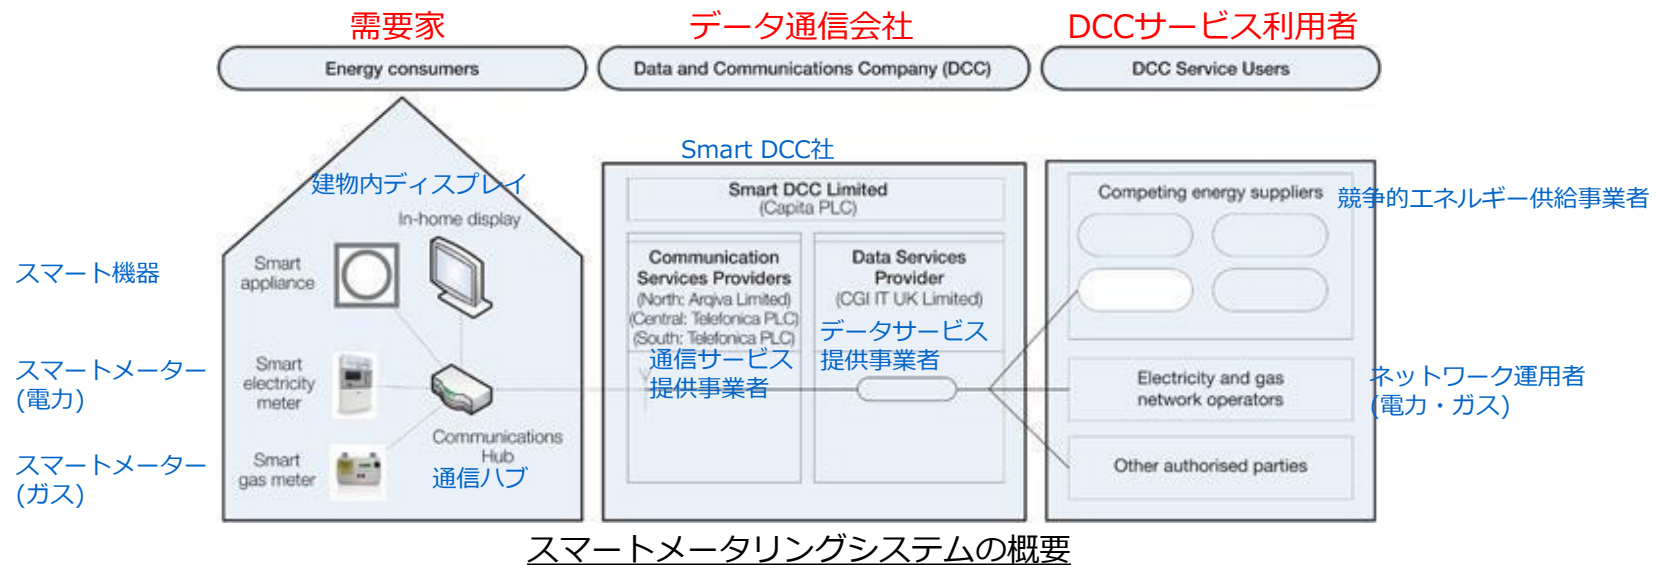 需要家
データ通信会社
DCCサービス利用者
Energy consumers
Data and Communications Company (DCC)
DCC Service Users
建物内ディスプレイ
In-home display
スマート機器
Smart
appliance
スマートメーター
(電力)
Smart
electricity
meter
スマートメーター
(ガス)
Smart
gas meter
Communications
Hub
通信ハブ
Smart DCC社
Smart DCC Limited
(Capita PLC)
Communication
Services Providers
(North: Arqiva Limited)
(Central: Telefonica PLC)
(South: Telefonica PLC)
通信サービス
提供事業者
Data Services
Provider
(CGI IT UK Limited)
データサービス
提供事業者
Competing energy suppliers
競争的エネルギー供給事業者
Electricity and gas
network operators
ネットワーク運用者
(電力・ガス)
Other authorised parties
スマートメータリングシステムの概要